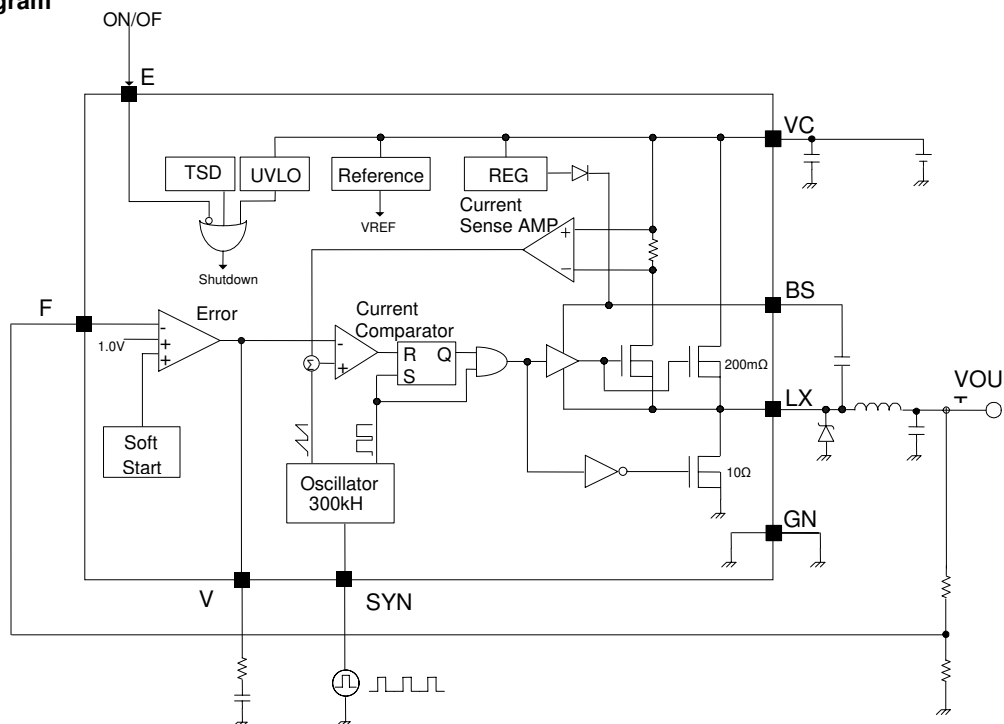 gram
ON/OF
E
VC
TSD
UVLO
Reference
REG
Current
Sense AMP
+
−
VREF
Shutdown
BS
F
Error
-
1.0V
+
+
Current
Comparator
-
+
Σ
R
Q
S
200mΩ
LX
VOU
Soft
Start
Oscillator
300kH
10Ω
GN
V
SYN